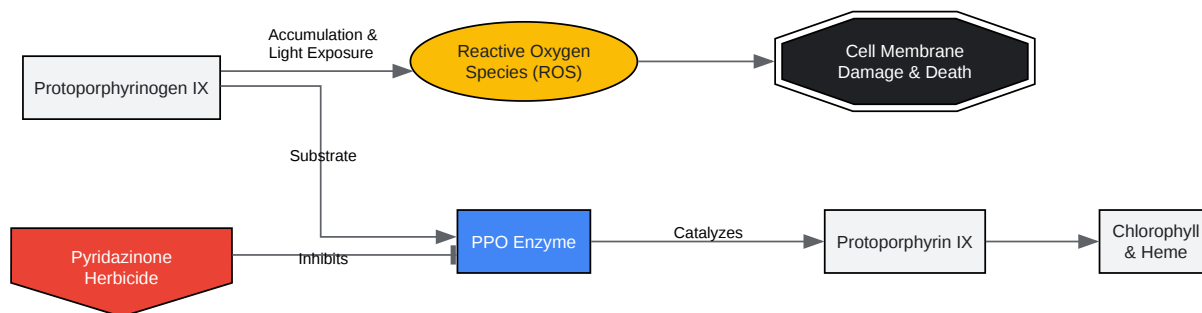 Accumulation &
Light Exposure
Reactive Oxygen
Species (ROS)
Cell Membrane
Damage & Death
Protoporphyrinogen IX
Substrate
PPO Enzyme
Catalyzes
Protoporphyrin IX
Chlorophyll
& Heme
Pyridazinone
Herbicide
Inhibits